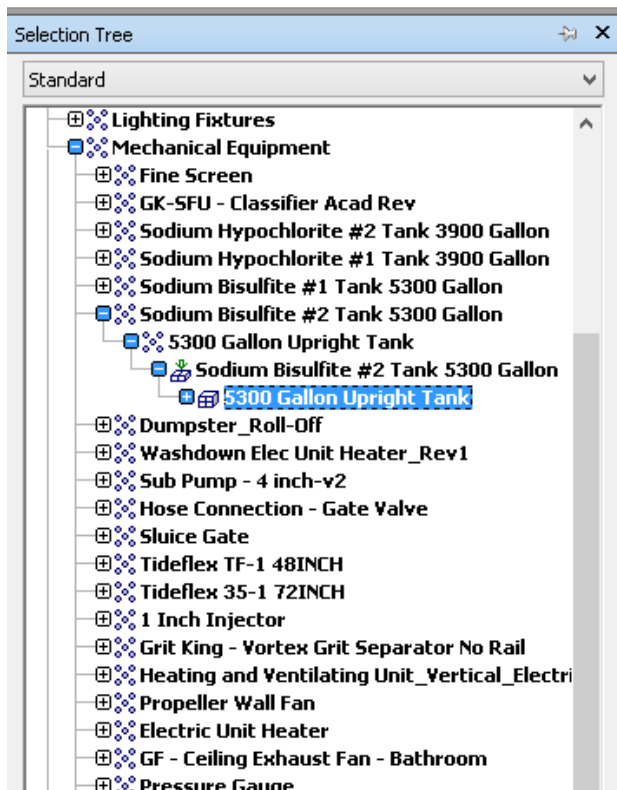 Selection Tree
Standard
Lighting Fixtures
Mechanical Equipment
Fine Screen
GK-SFU - Classifier Acad Rev
Sodium Hypochlorite #2 Tank 3900 Gallon
Sodium Hypochlorite #1 Tank 3900 Gallon
Sodium Bisulfite #1 Tank 5300 Gallon
Sodium Bisulfite #2 Tank 5300 Gallon
5300 Gallon Upright Tank
Sodium Bisulfite #2 Tank 5300 Gallon
5300 Gallon Upright Tank
Dumpster_Roll-Off
Washdown Elec Unit Heater_Rev1
Sub Pump - 4 inch-v2
Hose Connection - Gate Valve
Sluice Gate
Tideflex TF-1 48INCH
Tideflex 35-1 72INCH
1 Inch Injector
Grit King - Vortex Grit Separator No Rail
Heating and Ventilating Unit_Vertical_Electri
Propeller Wall Fan
Electric Unit Heater
GF - Ceiling Exhaust Fan - Bathroom
Pressure Gauge